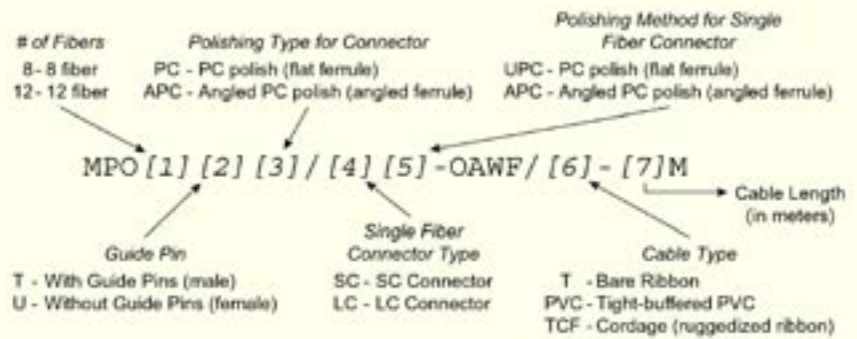 Polishing Method for Single
Fiber Connector
# of Fibers
Polishing Type for Connector
8 - 8 fiber
12 - 12 fiber
PC - PC polish (flat ferrule)
APC - Angled PC polish (angled ferrule)
UPC - PC polish (flat ferrule)
APC - Angled PC polish (angled ferrule)
MPO[1][2][3]/[4][5]-OAWF/[6]-[7]M
Cable Length
(in meters)
Guide Pin
T - With Guide Pins (male)
U - Without Guide Pins (female)
Single Fiber
Connector Type
SC - SC Connector
LC - LC Connector
Cable Type
T - Bare Ribbon
PVC - Tight-buffered PVC
TCF - Cordage (ruggedized ribbon)